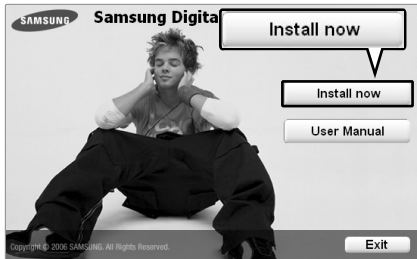 SAMSUNG
Samsung Digita
Install now
Install now
User Manual
Copyright © 2006 SAMSUNG. All Rights Reserved.
Exit